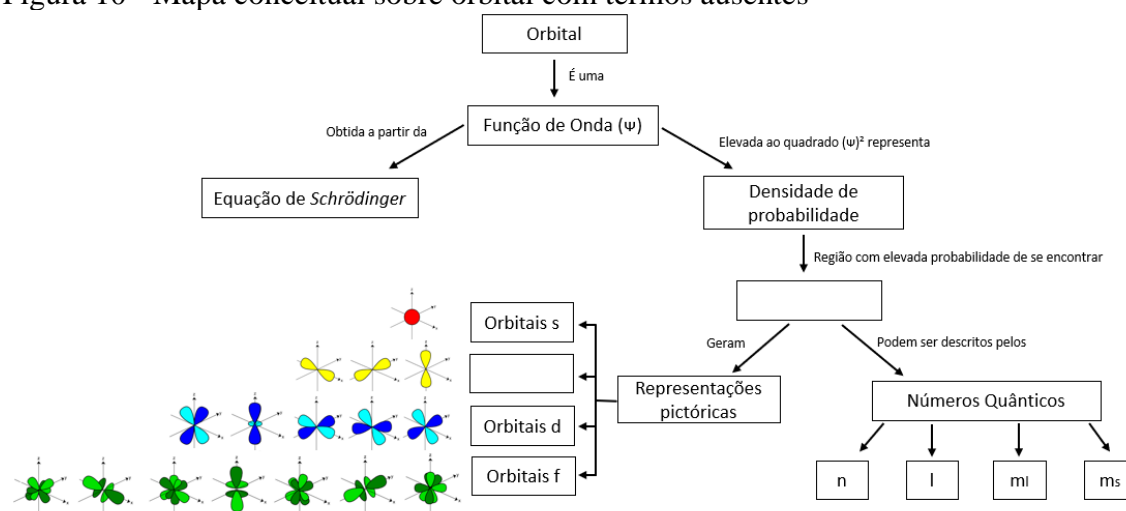 Figura 10 - Mapa conceitual sobre orbital com termos ausentes
Orbital
É uma
Função de Onda (Ψ)
Obtida a partir da
Elevada ao quadrado (ψ)² representa
Equação de Schrödinger
Densidade de
probabilidade
Região com elevada probabilidade de se encontrar
Geram
Podem ser descritos pelos
Orbitais s
Representações
pictóricas
Números Quânticos
Orbitais d
Orbitais f
n
l
ml
ms